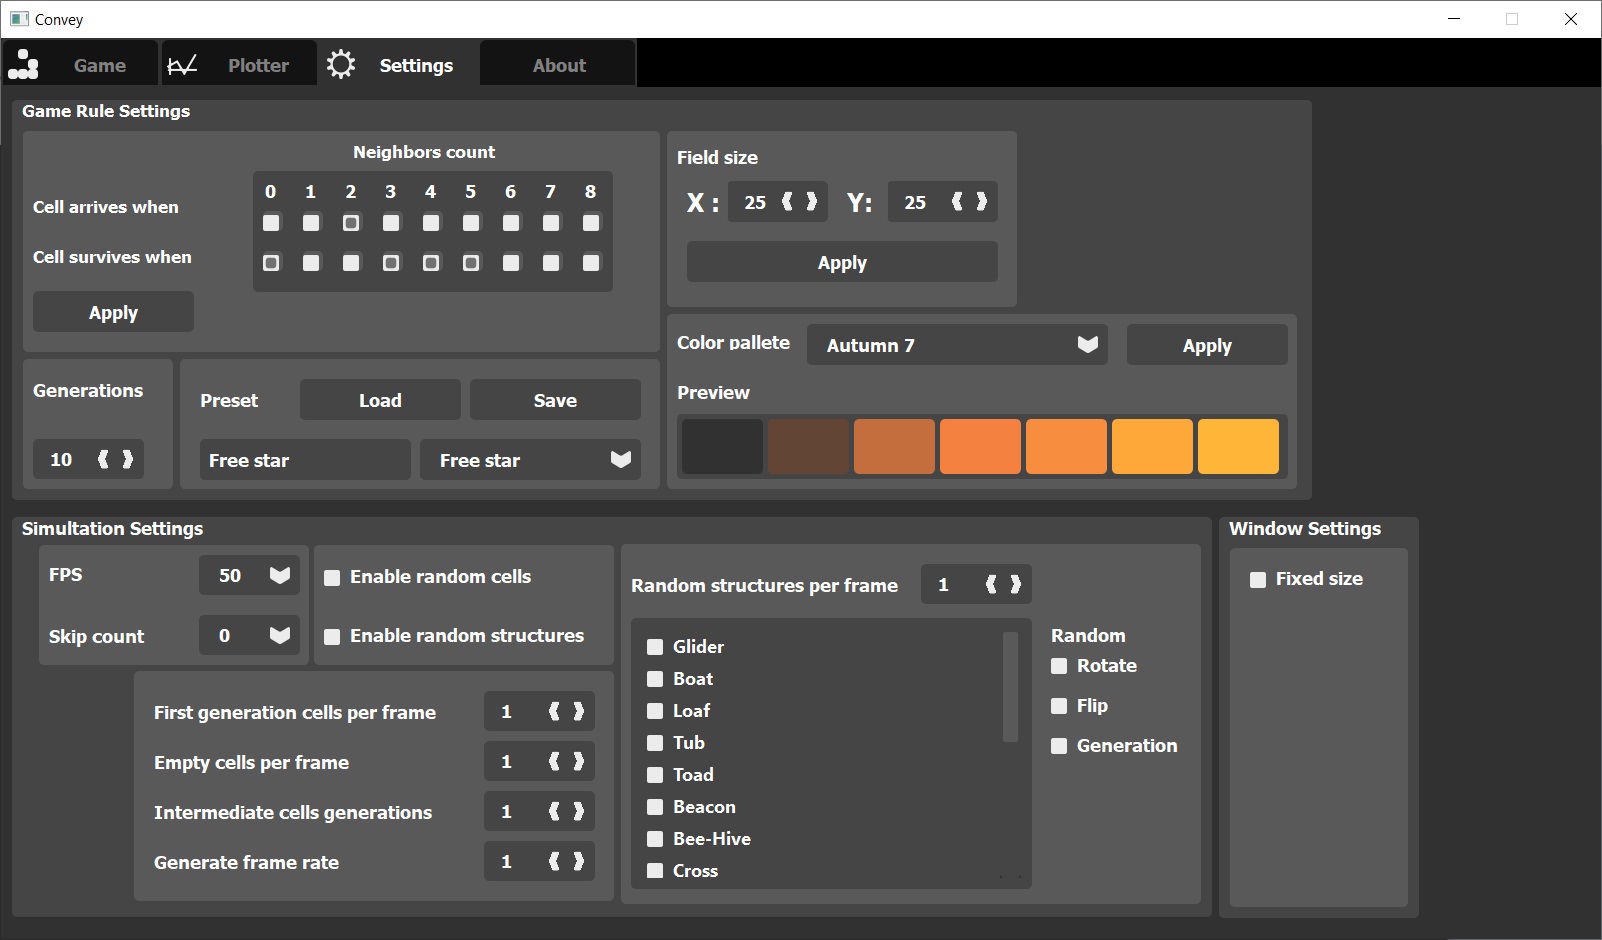 Convey
Game Plotter Settings About
Game Rule Settings
Neighbors count
0 1 2 3 4 5 6 7 8
Cell arrives when
Cell survives when
Apply
Field size
X : 25 Y: 25
Apply
Generations
10
Preset Load Save
Free star Free star
Color pallete Autumn 7 Apply
Preview
Simultation Settings
FPS 50
Skip count 0
Enable random cells
Enable random structures
First generation cells per frame 1
Empty cells per frame 1
Intermediate cells generations 1
Generate frame rate 1
Random structures per frame 1
Glider
Boat
Loaf
Tub
Toad
Beacon
Bee-Hive
Cross
Random
Rotate
Flip
Generation
Window Settings
Fixed size